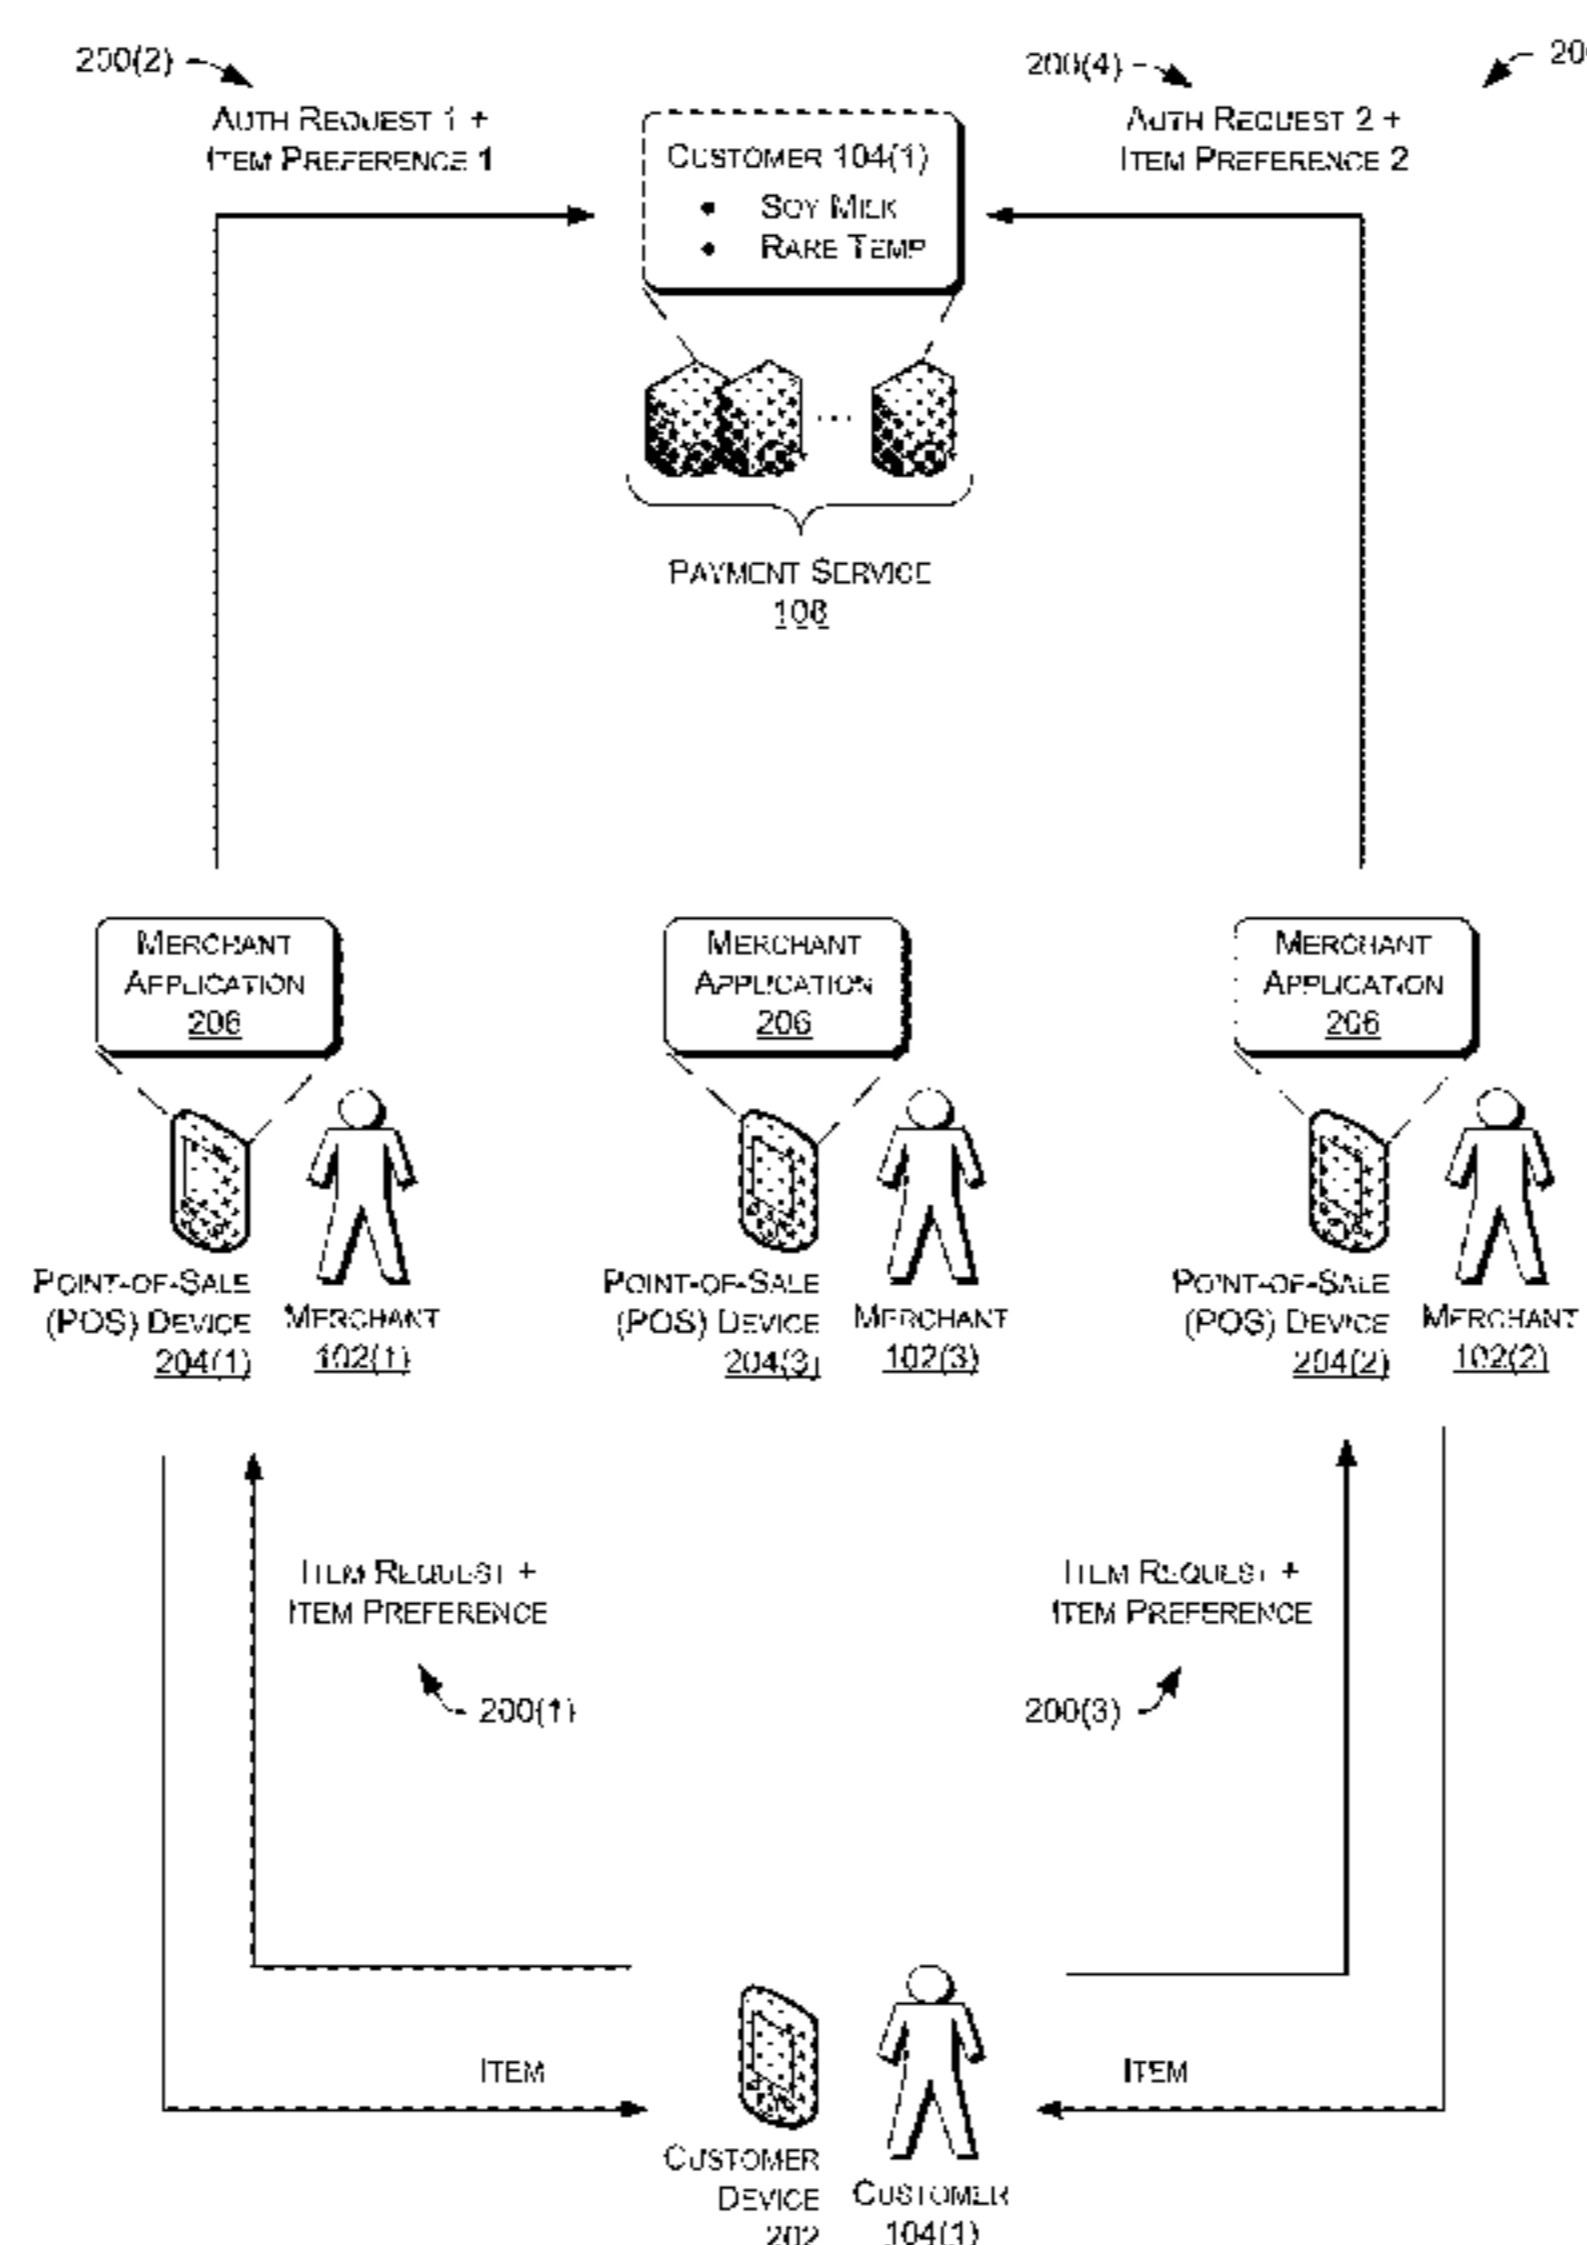 200(2)
AUTH REQUEST 1 +
ITEM PREFERENCE 1
CUSTOMER 104(1)
• SOY MILK
• RARE TEMP
200(4)
AUTH REQUEST 2 +
ITEM PREFERENCE 2
PAYMENT SERVICE
108
MERCHANT
APPLICATION
206
POINT-OF-SALE
(POS) DEVICE
204(1)
MERCHANT
102(1)
MERCHANT
APPLICATION
206
POINT-OF-SALE
(POS) DEVICE
204(3)
MERCHANT
102(3)
MERCHANT
APPLICATION
206
POINT-OF-SALE
(POS) DEVICE
204(2)
MERCHANT
102(2)
ITEM REQUEST +
ITEM PREFERENCE
200(1)
ITEM REQUEST +
ITEM PREFERENCE
200(3)
ITEM
ITEM
CUSTOMER
DEVICE
202
CUSTOMER
104(1)